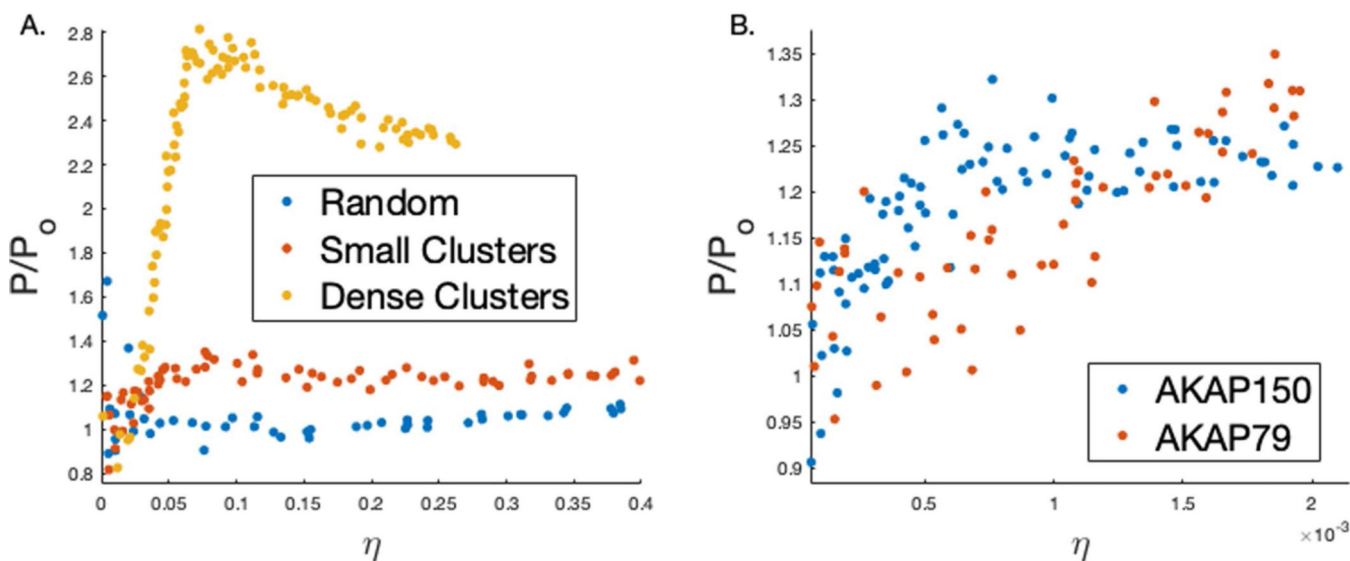 A.
P/Po
2.8
2.6
2.4
2.2
2
1.8
1.6
1.4
1.2
1
0.8
Random
Small Clusters
Dense Clusters
0 0.05 0.1 0.15 0.2 0.25 0.3 0.35 0.4
η
B.
P/Po
1.35
1.3
1.25
1.2
1.15
1.1
1.05
1
0.95
0.9
AKAP150
AKAP79
0.5 1 1.5 2
×10-3
η